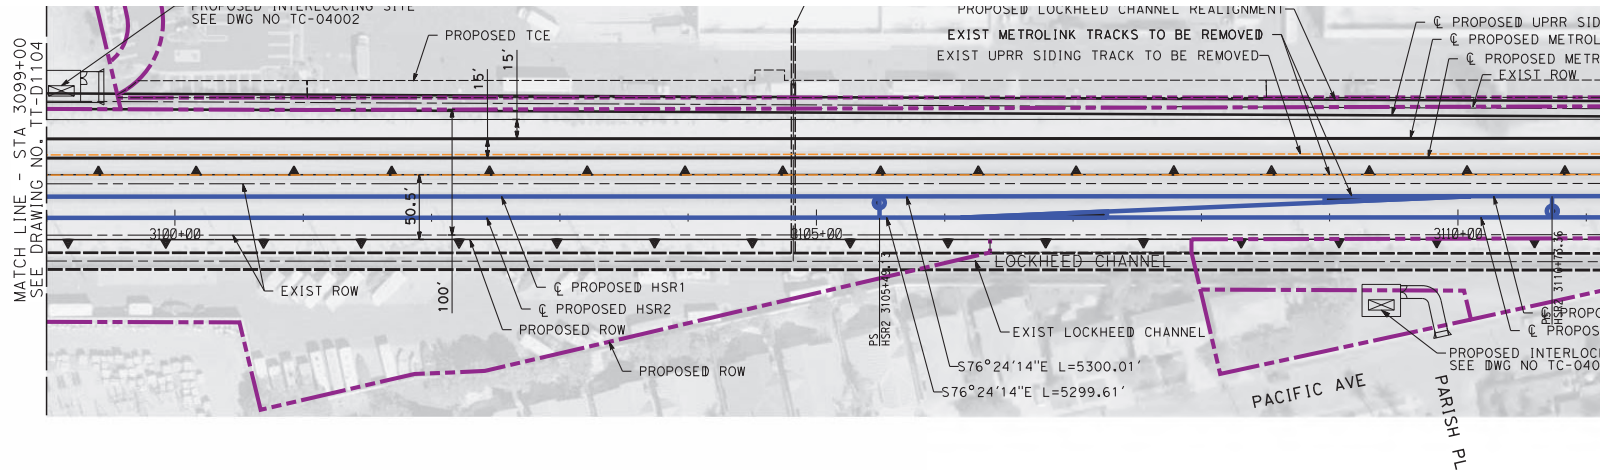 PROPOSED INTERLOCKING SITE
SEE DWG NO TC-04002
PROPOSED TCE
15'
15'
PROPOSED LOCKHEED CHANNEL REALIGNMENT
EXIST METROLINK TRACKS TO BE REMOVED
EXIST UPRR SIDING TRACK TO BE REMOVED
℄ PROPOSED UPRR SID
℄ PROPOSED METROL
℄ PROPOSED METR
EXIST ROW
MATCH LINE - STA 3099+00
SEE DRAWING NO. TT-D1104
50.5'
100'
3100+00
3105+00
3110+00
EXIST ROW
℄ PROPOSED HSR1
℄ PROPOSED HSR2
PROPOSED ROW
PROPOSED ROW
LOCKHEED CHANNEL
EXIST LOCKHEED CHANNEL
PS
S76°24'14"E L=5300.01'
S76°24'14"E L=5299.61'
PS
℄ PROPO
℄ PROPOS
PROPOSED INTERLOC
SEE DWG NO TC-040
PACIFIC AVE
PARISH PL